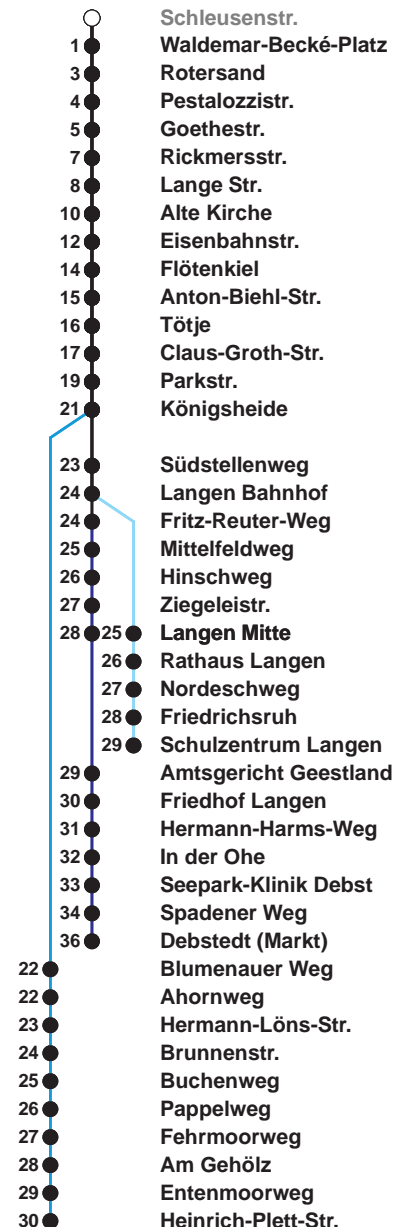 Schleusenstr.
1 Waldemar-Becké-Platz
3 Rotersand
4 Pestalozzistr.
5 Goethestr.
7 Rickmersstr.
8 Lange Str.
10 Alte Kirche
12 Eisenbahnstr.
14 Flötenkiel
15 Anton-Biehl-Str.
16 Tötje
17 Claus-Groth-Str.
19 Parkstr.
21 Königsheide
23 Südstellenweg
24 Langen Bahnhof
24 Fritz-Reuter-Weg
25 Mittelfeldweg
26 Hinschweg
27 Ziegeleistr.
28 25 Langen Mitte
26 Rathaus Langen
27 Nordeschweg
28 Friedrichsruh
29 Schulzentrum Langen
29 Amtsgericht Geestland
30 Friedhof Langen
31 Hermann-Harms-Weg
32 In der Ohe
33 Seepark-Klinik Debst
34 Spadener Weg
36 Debstedt (Markt)
22 Blumenauer Weg
22 Ahornweg
23 Hermann-Löns-Str.
24 Brunnenstr.
25 Buchenweg
26 Pappelweg
27 Fehrmoorweg
28 Am Gehölz
29 Entenmoorweg
30 Heinrich-Plett-Str.